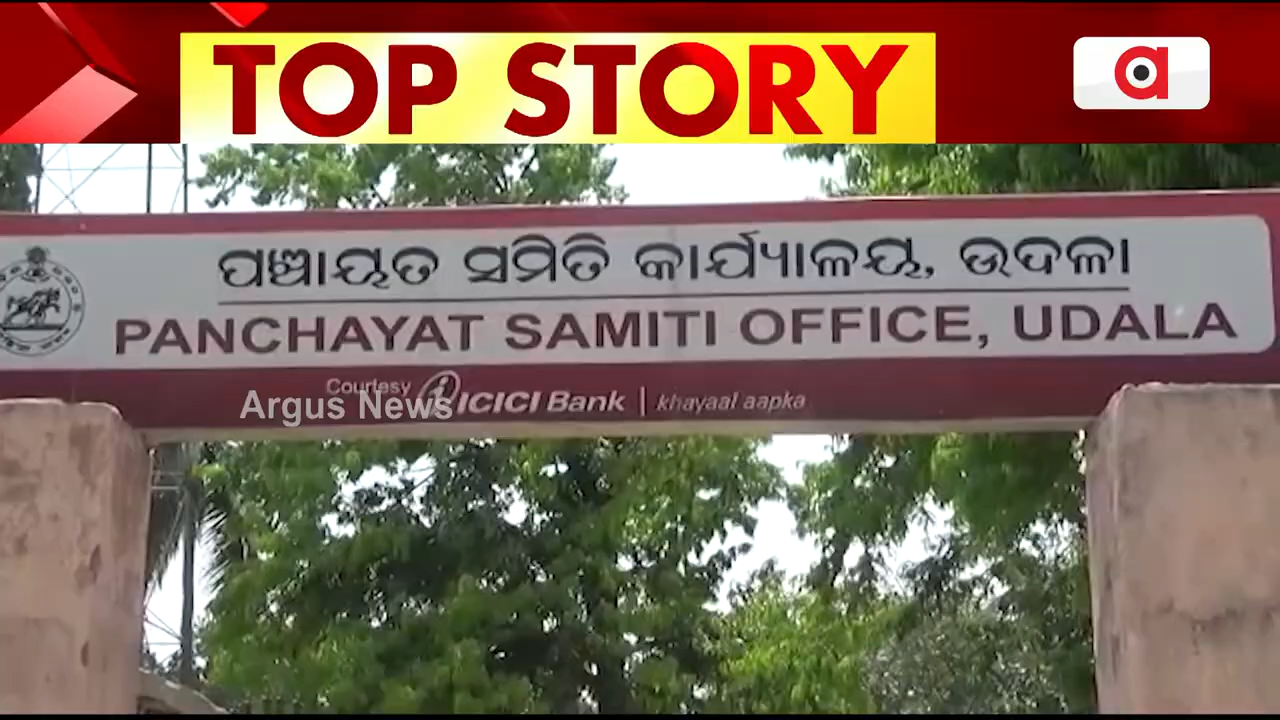 TOP STORY
a
ପଞ୍ଚାୟତ ସମିତି କାର୍ଯ୍ୟାଳୟ, ଉଦଳା
PANCHAYAT SAMITI OFFICE, UDALA
Courtesy ICICI Bank | khayaal aapka
Argus News